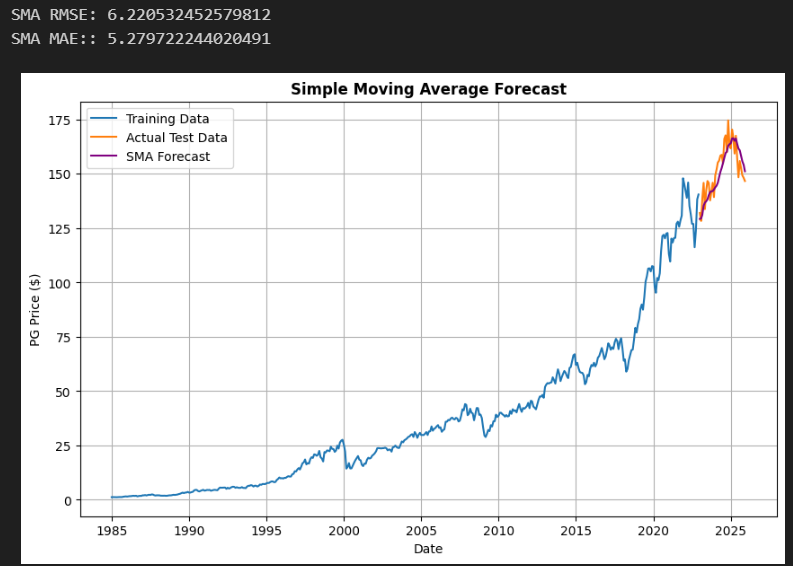 SMA RMSE: 6.220532452579812
SMA MAE:: 5.279722244020491
Simple Moving Average Forecast
Training Data
Actual Test Data
SMA Forecast
175
150
125
100
75
50
25
0
PG Price ($)
1985 1990 1995 2000 2005 2010 2015 2020 2025
Date